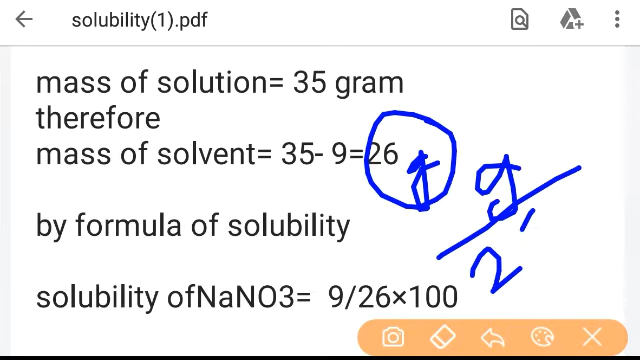 solubility(1).pdf
mass of solution= 35 gram
therefore
mass of solvent= 35- 9=26
g
by formula of solubility
solubility ofNaNO3= 9/26×100